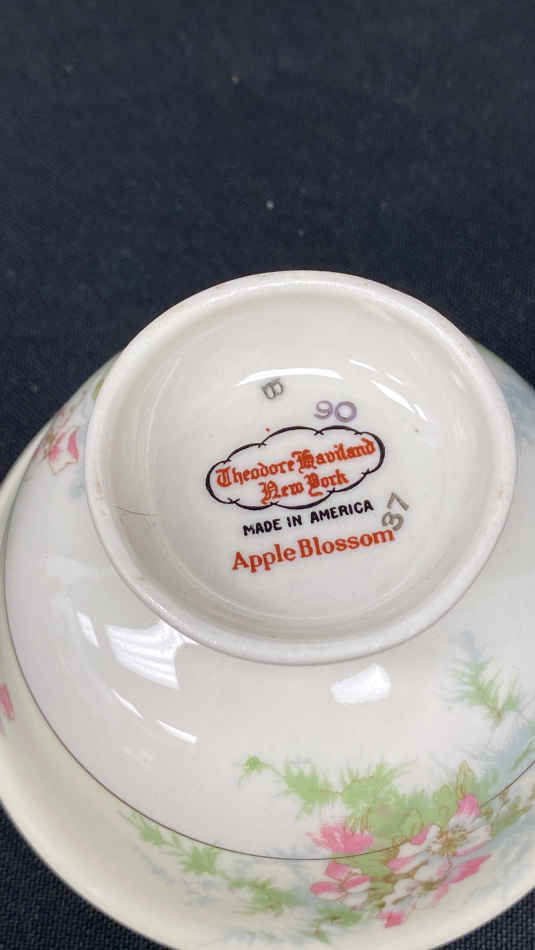 B
90
Theodore Haviland
New York
MADE IN AMERICA
37
Apple Blossom